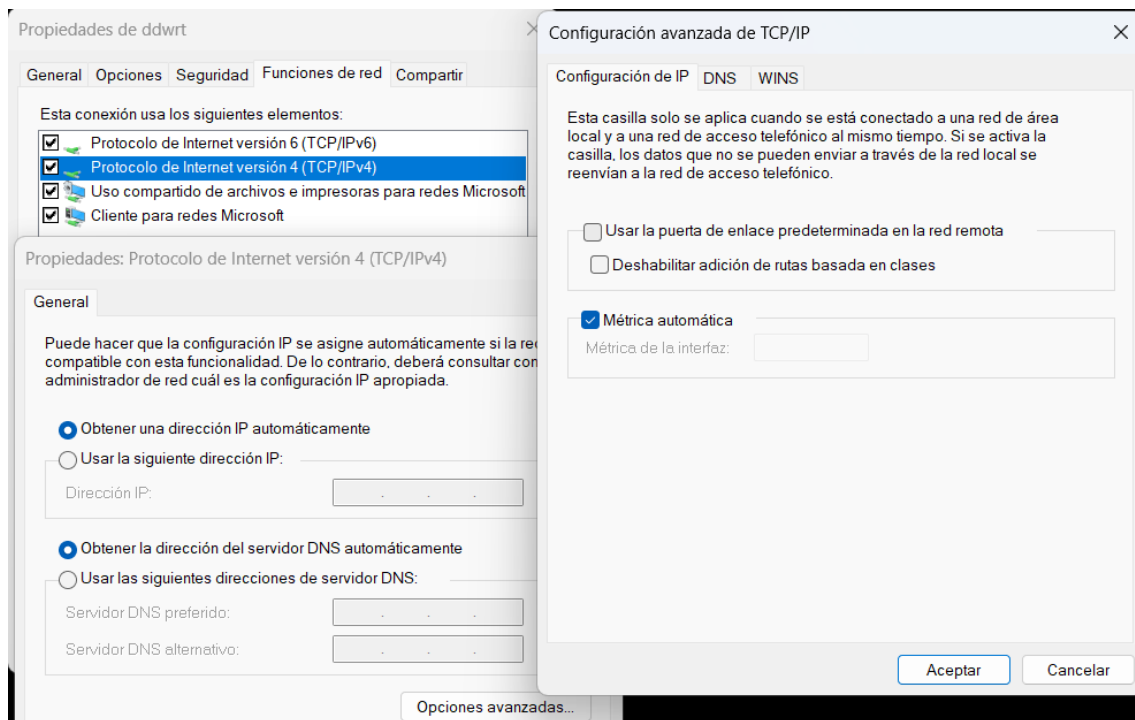 Propiedades de ddwrt
General Opciones Seguridad Funciones de red Compartir
Esta conexión usa los siguientes elementos:
Protocolo de Internet versión 6 (TCP/IPv6)
Protocolo de Internet versión 4 (TCP/IPv4)
Uso compartido de archivos e impresoras para redes Microsoft
Cliente para redes Microsoft
Propiedades: Protocolo de Internet versión 4 (TCP/IPv4)
General
Puede hacer que la configuración IP se asigne automáticamente si la re
compatible con esta funcionalidad. De lo contrario, deberá consultar con
administrador de red cuál es la configuración IP apropiada.
Obtener una dirección IP automáticamente
Usar la siguiente dirección IP:
Dirección IP:
Obtener la dirección del servidor DNS automáticamente
Usar las siguientes direcciones de servidor DNS:
Servidor DNS preferido:
Servidor DNS alternativo:
Opciones avanzadas...
Configuración avanzada de TCP/IP
Configuración de IP DNS WINS
Esta casilla solo se aplica cuando se está conectado a una red de área
local y a una red de acceso telefónico al mismo tiempo. Si se activa la
casilla, los datos que no se pueden enviar a través de la red local se
reenvían a la red de acceso telefónico.
Usar la puerta de enlace predeterminada en la red remota
Deshabilitar adición de rutas basada en clases
Métrica automática
Métrica de la interfaz:
Aceptar Cancelar